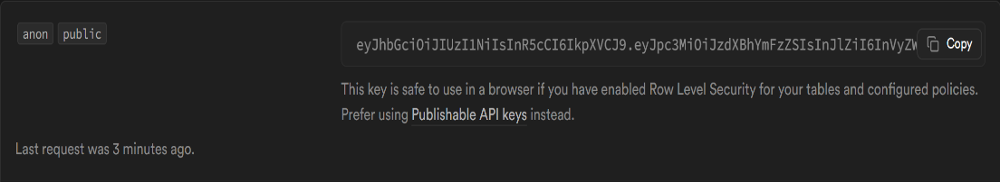 anon public
eyJhbGciOiJIUzI1NiIsInR5cCI6IkpXVCJ9.eyJpc3MiOiJzdXBhYmFzZSIsInJlZiI6InVyZW Copy
This key is safe to use in a browser if you have enabled Row Level Security for your tables and configured policies.
Prefer using Publishable API keys instead.
Last request was 3 minutes ago.